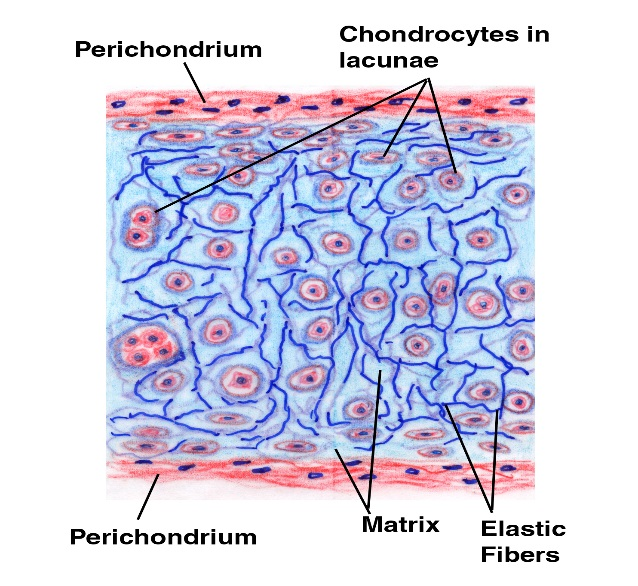 Chondrocytes in
lacunae
Perichondrium
Perichondrium
Matrix
Elastic
Fibers